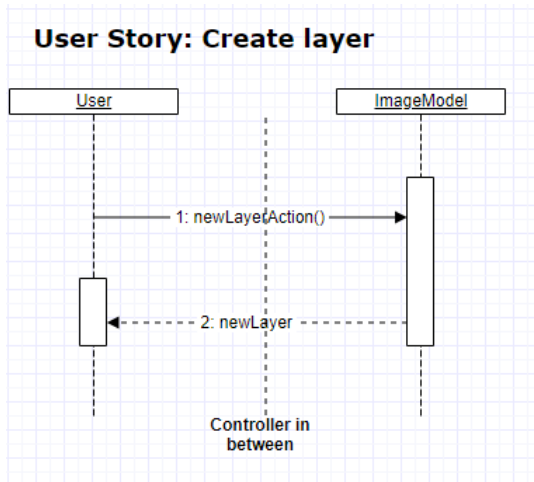 User Story: Create layer
User
ImageModel
1: newLayerAction()
2: newLayer
Controller in
between